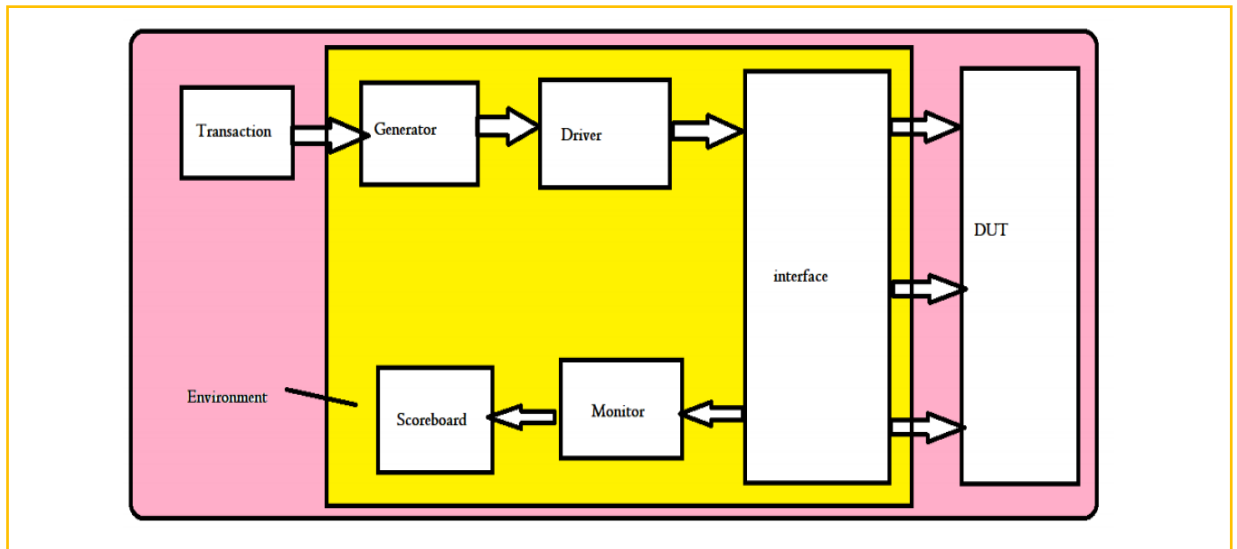 Transaction
Generator
Driver
interface
DUT
Environment
Scoreboard
Monitor